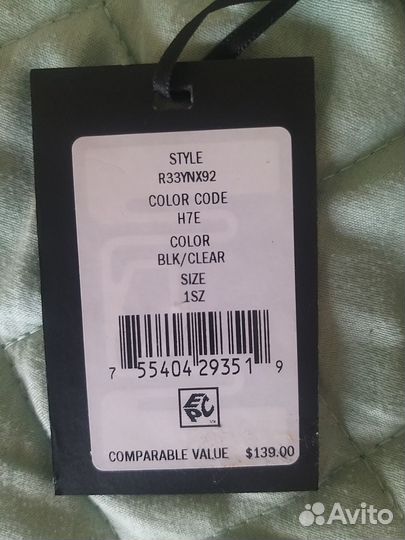 STYLE
R33YNX92
COLOR CODE
H7E
COLOR
BLK/CLEAR
SIZE
1SZ
7 55404 29351 9
EPC
COMPARABLE VALUE $139.00
Avito